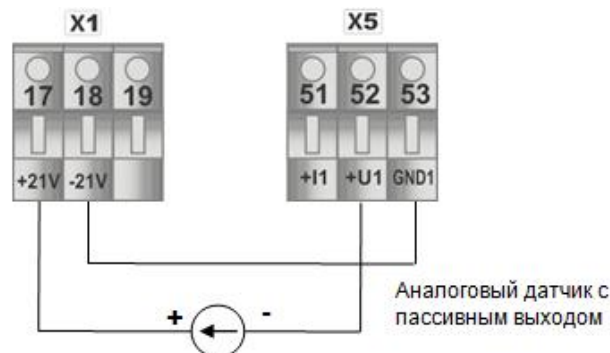 X1 X5
17 18 19 51 52 53
+21V -21V +I1 +U1 GND1
+ -
Аналоговый датчик с
пассивным выходом